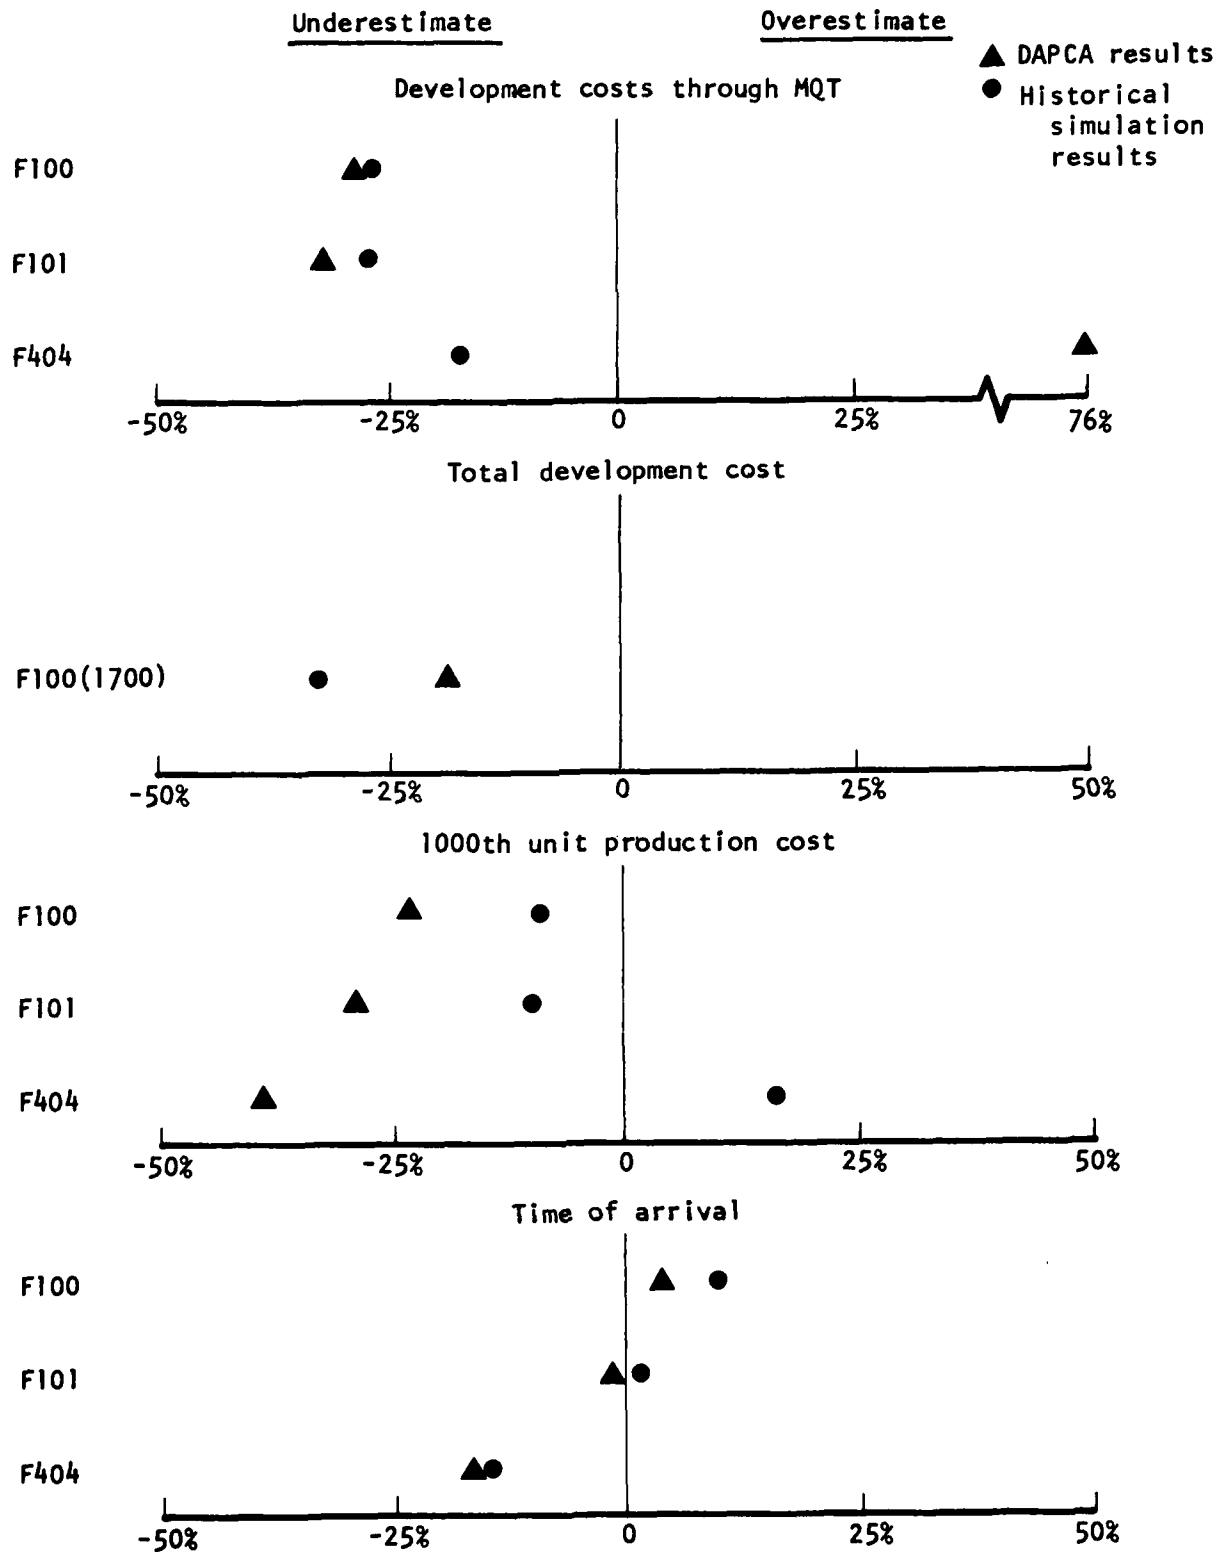 Underestimate
Overestimate
DAPCA results
Historical
simulation
results
Development costs through MQT
F100
F101
F404
-50% -25% 0 25% 76%
Total development cost
F100(1700)
-50% -25% 0 25% 50%
1000th unit production cost
F100
F101
F404
-50% -25% 0 25% 50%
Time of arrival
F100
F101
F404
-50% -25% 0 25% 50%